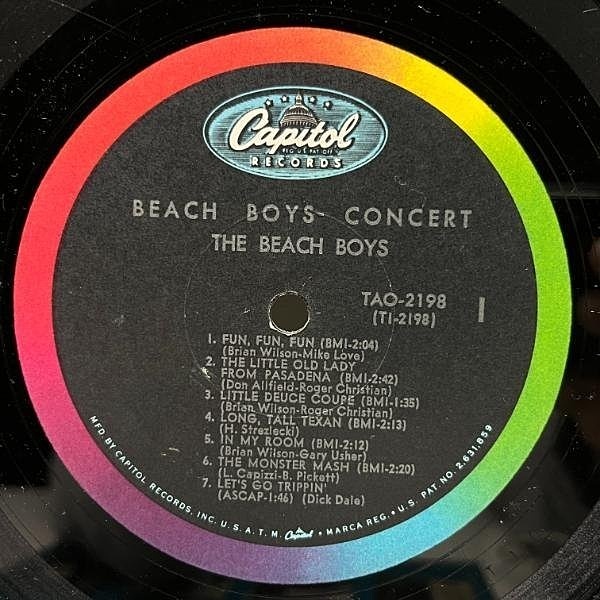 Capitol
REG. U.S. PAT. OFF.
RECORDS
BEACH BOYS CONCERT
THE BEACH BOYS
TAO-2198
(T1-2198)
1
1. FUN, FUN, FUN (BMI-2:04)
(Brian Wilson-Mike Love)
2. THE LITTLE OLD LADY
FROM PASADENA (BMI-2:42)
(Don Altfield-Roger Christian)
3. LITTLE DEUCE COUPE (BMI-1:35)
(Brian Wilson-Roger Christian)
4. LONG, TALL TEXAN (BMI-2:13)
(H. Strezlecki)
5. IN MY ROOM (BMI-2:12)
(Brian Wilson-Gary Usher)
6. THE MONSTER MASH (BMI-2:20)
(L. Capizzi-B. Pickett)
7. LET'S GO TRIPPIN'
(ASCAP-1:46) (Dick Dale)
MFD. BY CAPITOL RECORDS, INC. U.S.A. T.M. Capitol MARCA REG. • U.S. PAT. NO. 2,631,859